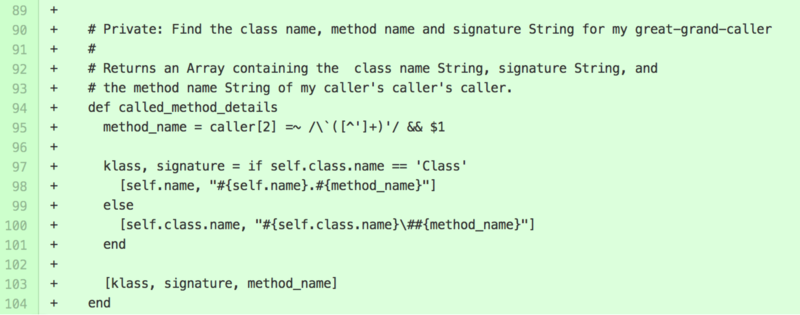 89 +
90 + # Private: Find the class name, method name and signature String for my great-grand-caller
91 + #
92 + # Returns an Array containing the  class name String, signature String, and
93 + # the method name String of my caller's caller's caller.
94 + def called_method_details
95 +   method_name = caller[2] =~ /\`([^']+)'/ && $1
96 +
97 +   klass, signature = if self.class.name == 'Class'
98 +     [self.name, "#{self.name}.#{method_name}"]
99 +   else
100 +     [self.class.name, "#{self.class.name}\##{method_name}"]
101 +   end
102 +
103 +   [klass, signature, method_name]
104 + end